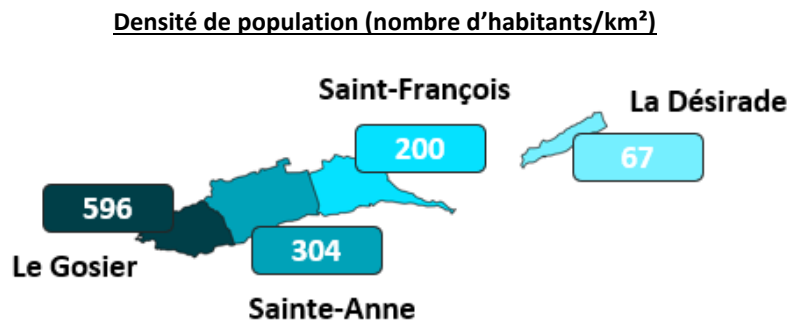 Densité de population (nombre d'habitants/km²)
Saint-François
La Désirade
200
67
596
304
Le Gosier
Sainte-Anne